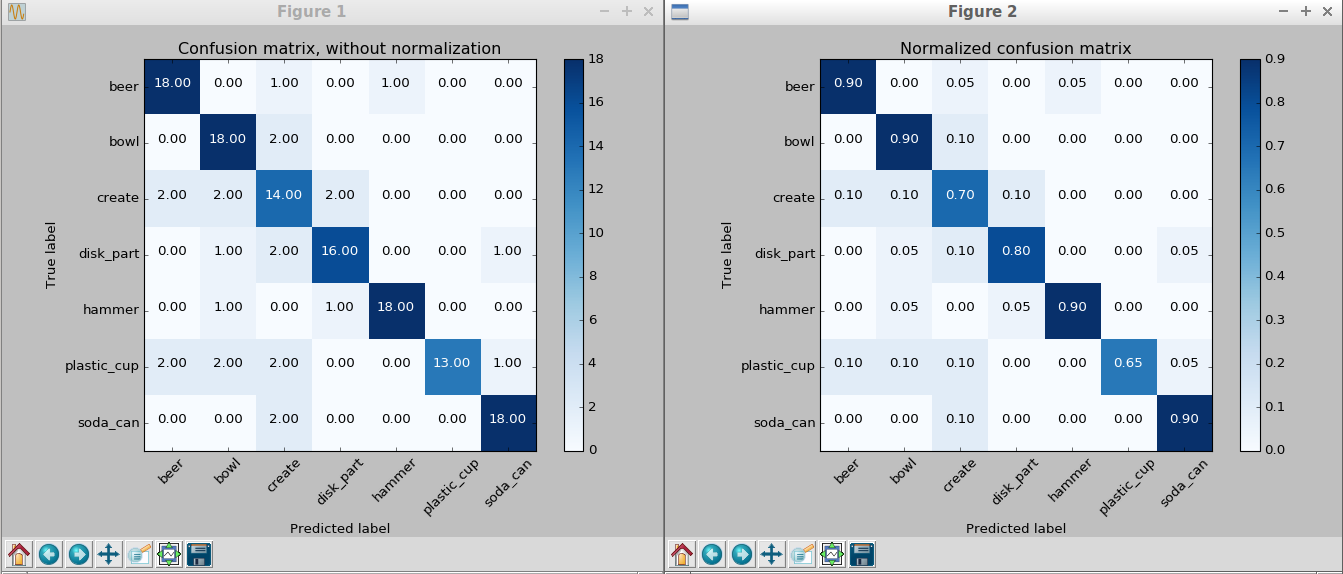 Figure 1
Confusion matrix, without normalization
beer 18.00 0.00 1.00 0.00 1.00 0.00 0.00
bowl 0.00 18.00 2.00 0.00 0.00 0.00 0.00
create 2.00 2.00 14.00 2.00 0.00 0.00 0.00
disk_part 0.00 1.00 2.00 16.00 0.00 0.00 1.00
hammer 0.00 1.00 0.00 1.00 18.00 0.00 0.00
plastic_cup 2.00 2.00 2.00 0.00 0.00 13.00 1.00
soda_can 0.00 0.00 2.00 0.00 0.00 0.00 18.00
True label
beer bowl create disk_part hammer plastic_cup soda_can
Predicted label
18
16
14
12
10
8
6
4
2
0
Figure 2
Normalized confusion matrix
beer 0.90 0.00 0.05 0.00 0.05 0.00 0.00
bowl 0.00 0.90 0.10 0.00 0.00 0.00 0.00
create 0.10 0.10 0.70 0.10 0.00 0.00 0.00
disk_part 0.00 0.05 0.10 0.80 0.00 0.00 0.05
hammer 0.00 0.05 0.00 0.05 0.90 0.00 0.00
plastic_cup 0.10 0.10 0.10 0.00 0.00 0.65 0.05
soda_can 0.00 0.00 0.10 0.00 0.00 0.00 0.90
True label
beer bowl create disk_part hammer plastic_cup soda_can
Predicted label
0.9
0.8
0.7
0.6
0.5
0.4
0.3
0.2
0.1
0.0